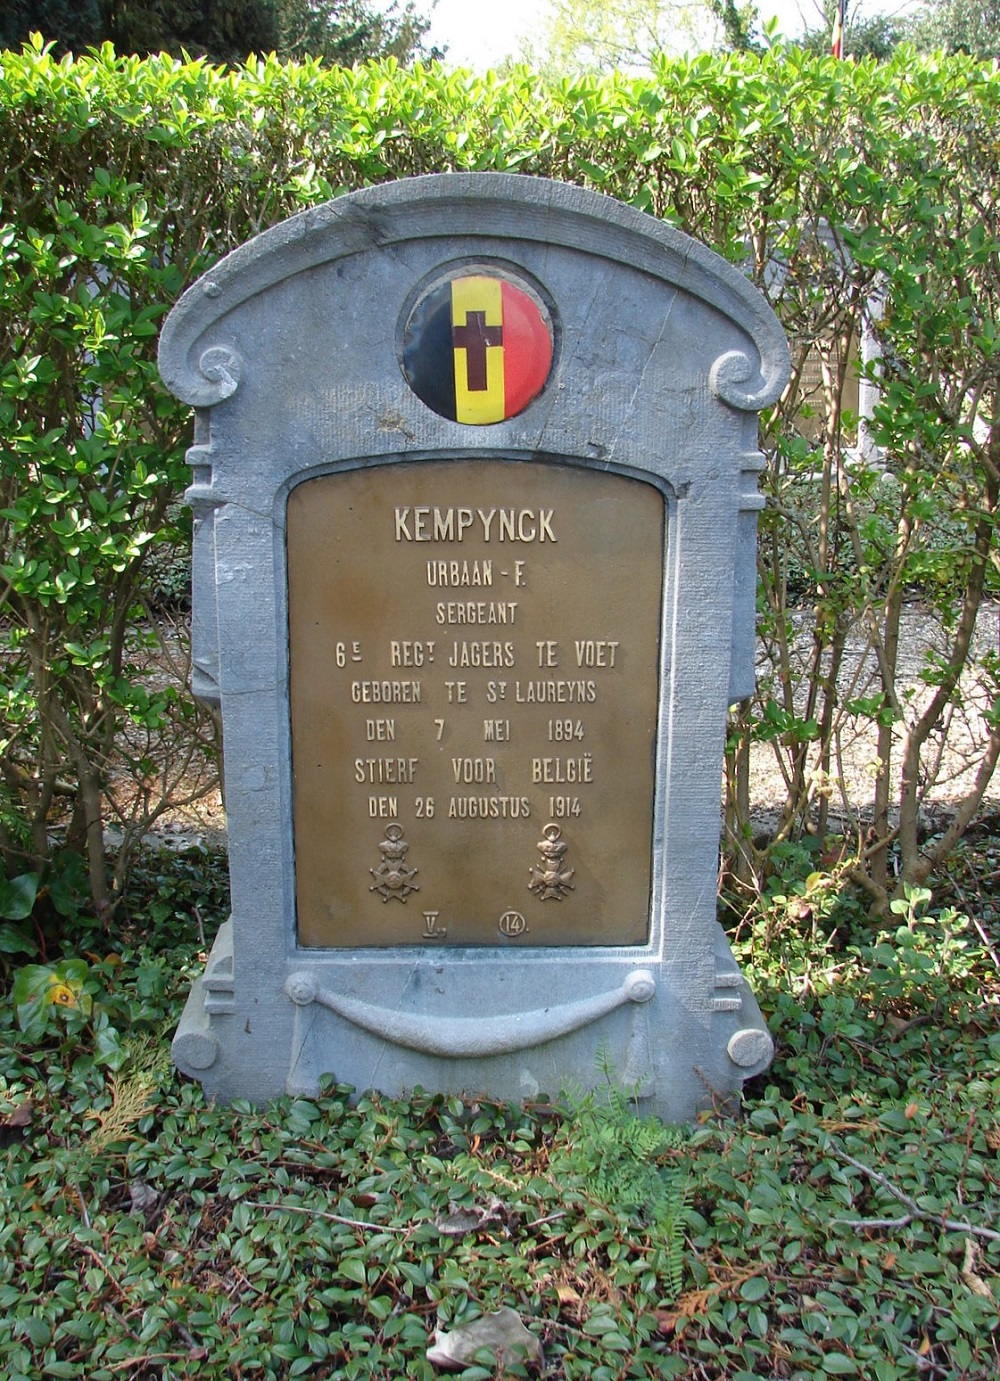 KEMPYNCK
URBAAN - F.
SERGEANT
6E REGT JAGERS TE VOET
GEBOREN TE ST LAUREYNS
DEN 7 MEI 1894
STIERF VOOR BELGIË
DEN 26 AUGUSTUS 1914
V. 14